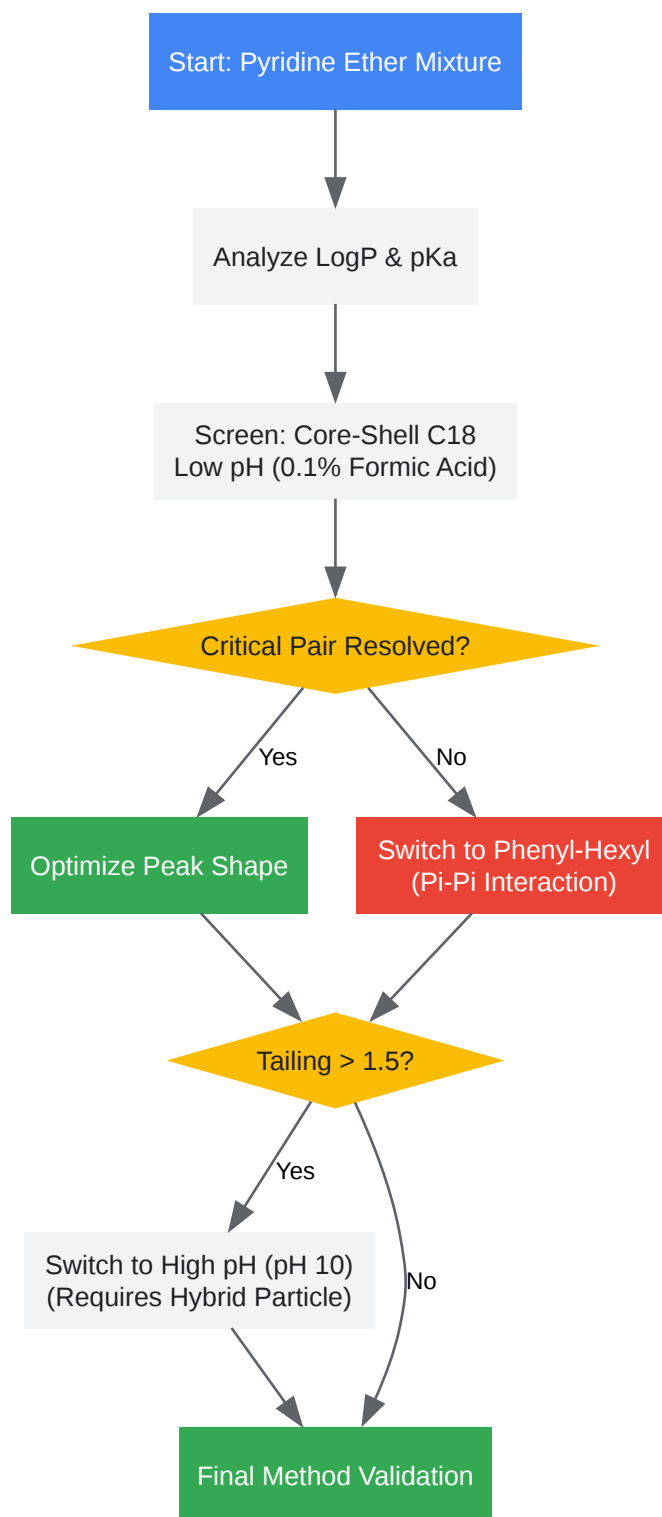 Start: Pyridine Ether Mixture
Analyze LogP & pKa
Screen: Core-Shell C18
Low pH (0.1% Formic Acid)
Critical Pair Resolved?
Yes
No
Optimize Peak Shape
Switch to Phenyl-Hexyl
(Pi-Pi Interaction)
Tailing > 1.5?
Yes
Switch to High pH (pH 10)
(Requires Hybrid Particle)
No
Final Method Validation